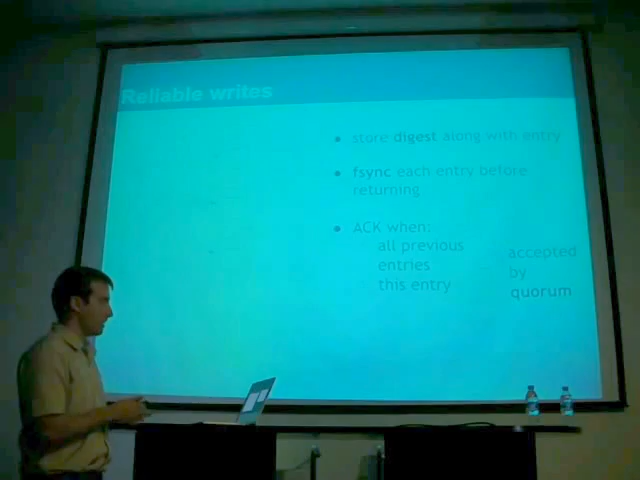 Reliable writes
• store digest along with entry
• fsync each entry before
returning
• ACK when:
all previous
entries
this entry
accepted
by
quorum